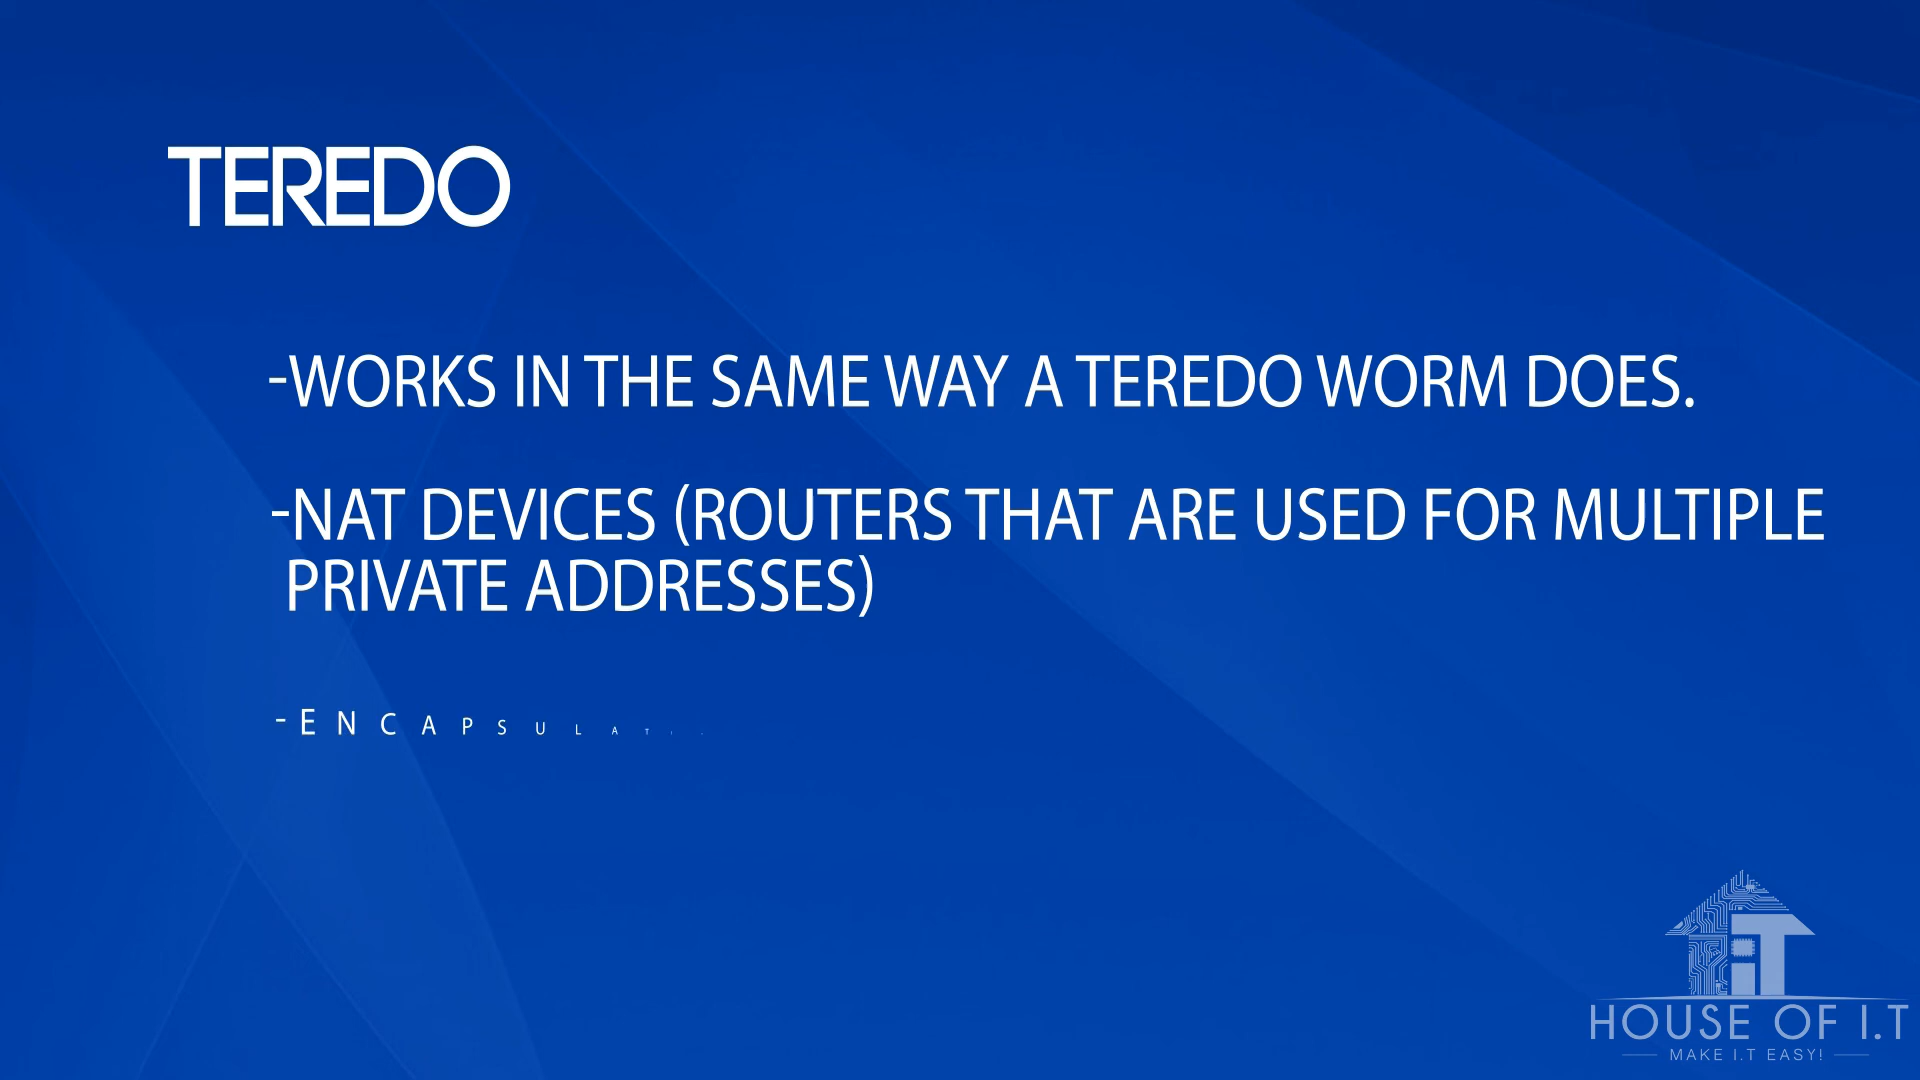 TEREDO
-WORKS IN THE SAME WAY A TEREDO WORM DOES.
-NAT DEVICES (ROUTERS THAT ARE USED FOR MULTIPLE
PRIVATE ADDRESSES)
-ENCAPSULAT
iT
HOUSE OF I.T
MAKE I.T EASY!